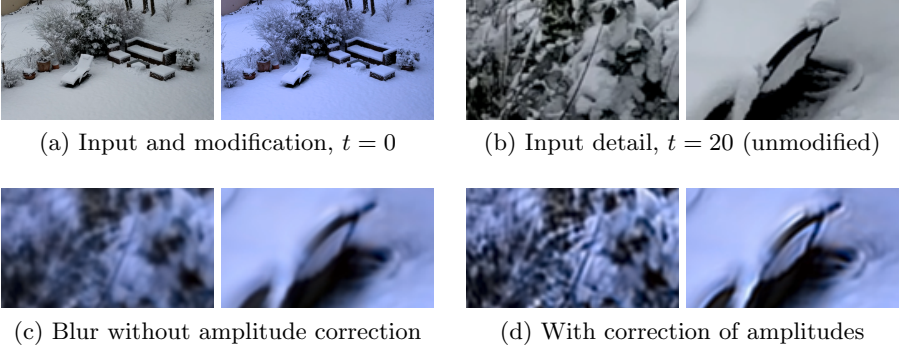 (a) Input and modification, t = 0
(b) Input detail, t = 20 (unmodified)
(c) Blur without amplitude correction
(d) With correction of amplitudes